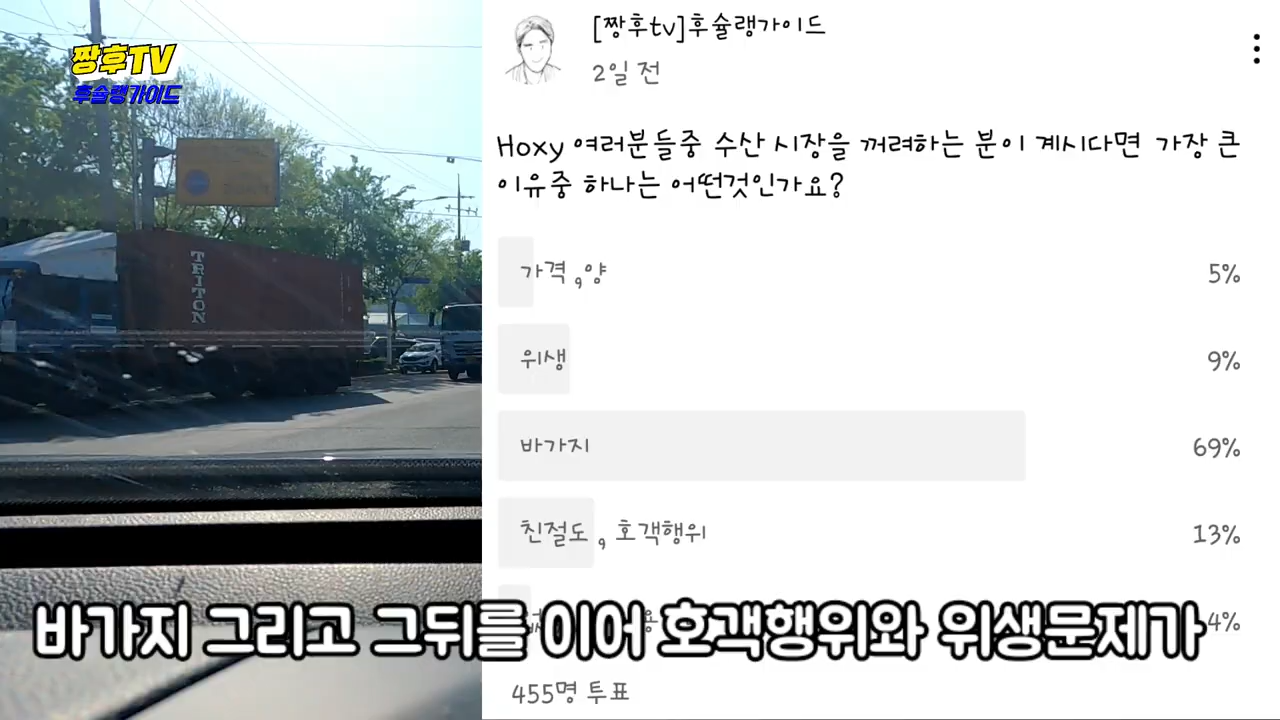 짱후TV
후슐랭가이드
TRITON
[짱후tv]후슐랭가이드
2일 전
Hoxy 여러분들중 수산 시장을 꺼려하는 분이 계시다면 가장 큰
이유중 하나는 어떤것인가요?
가격 ,양 5%
위생 9%
바가지 69%
친절도 , 호객행위 13%
4%
바가지 그리고 그뒤를 이어 호객행위와 위생문제가
455명 투표